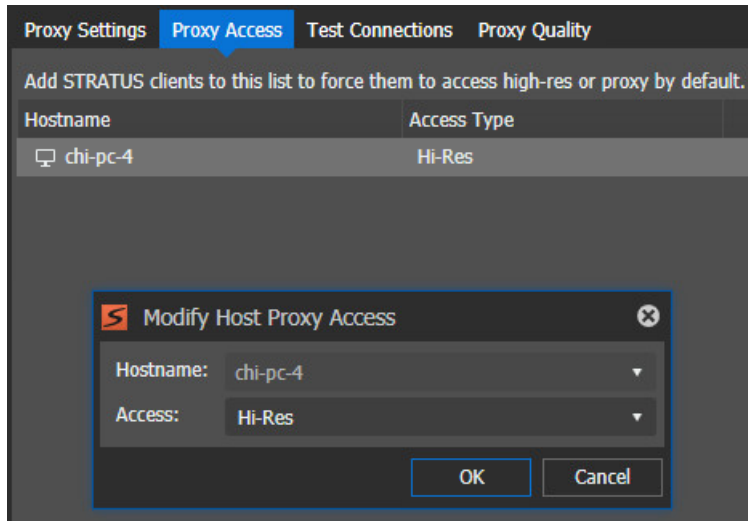 Proxy Settings Proxy Access Test Connections Proxy Quality
Add STRATUS clients to this list to force them to access high-res or proxy by default.
Hostname Access Type
chi-pc-4 Hi-Res
Modify Host Proxy Access
Hostname: chi-pc-4
Access: Hi-Res
OK Cancel